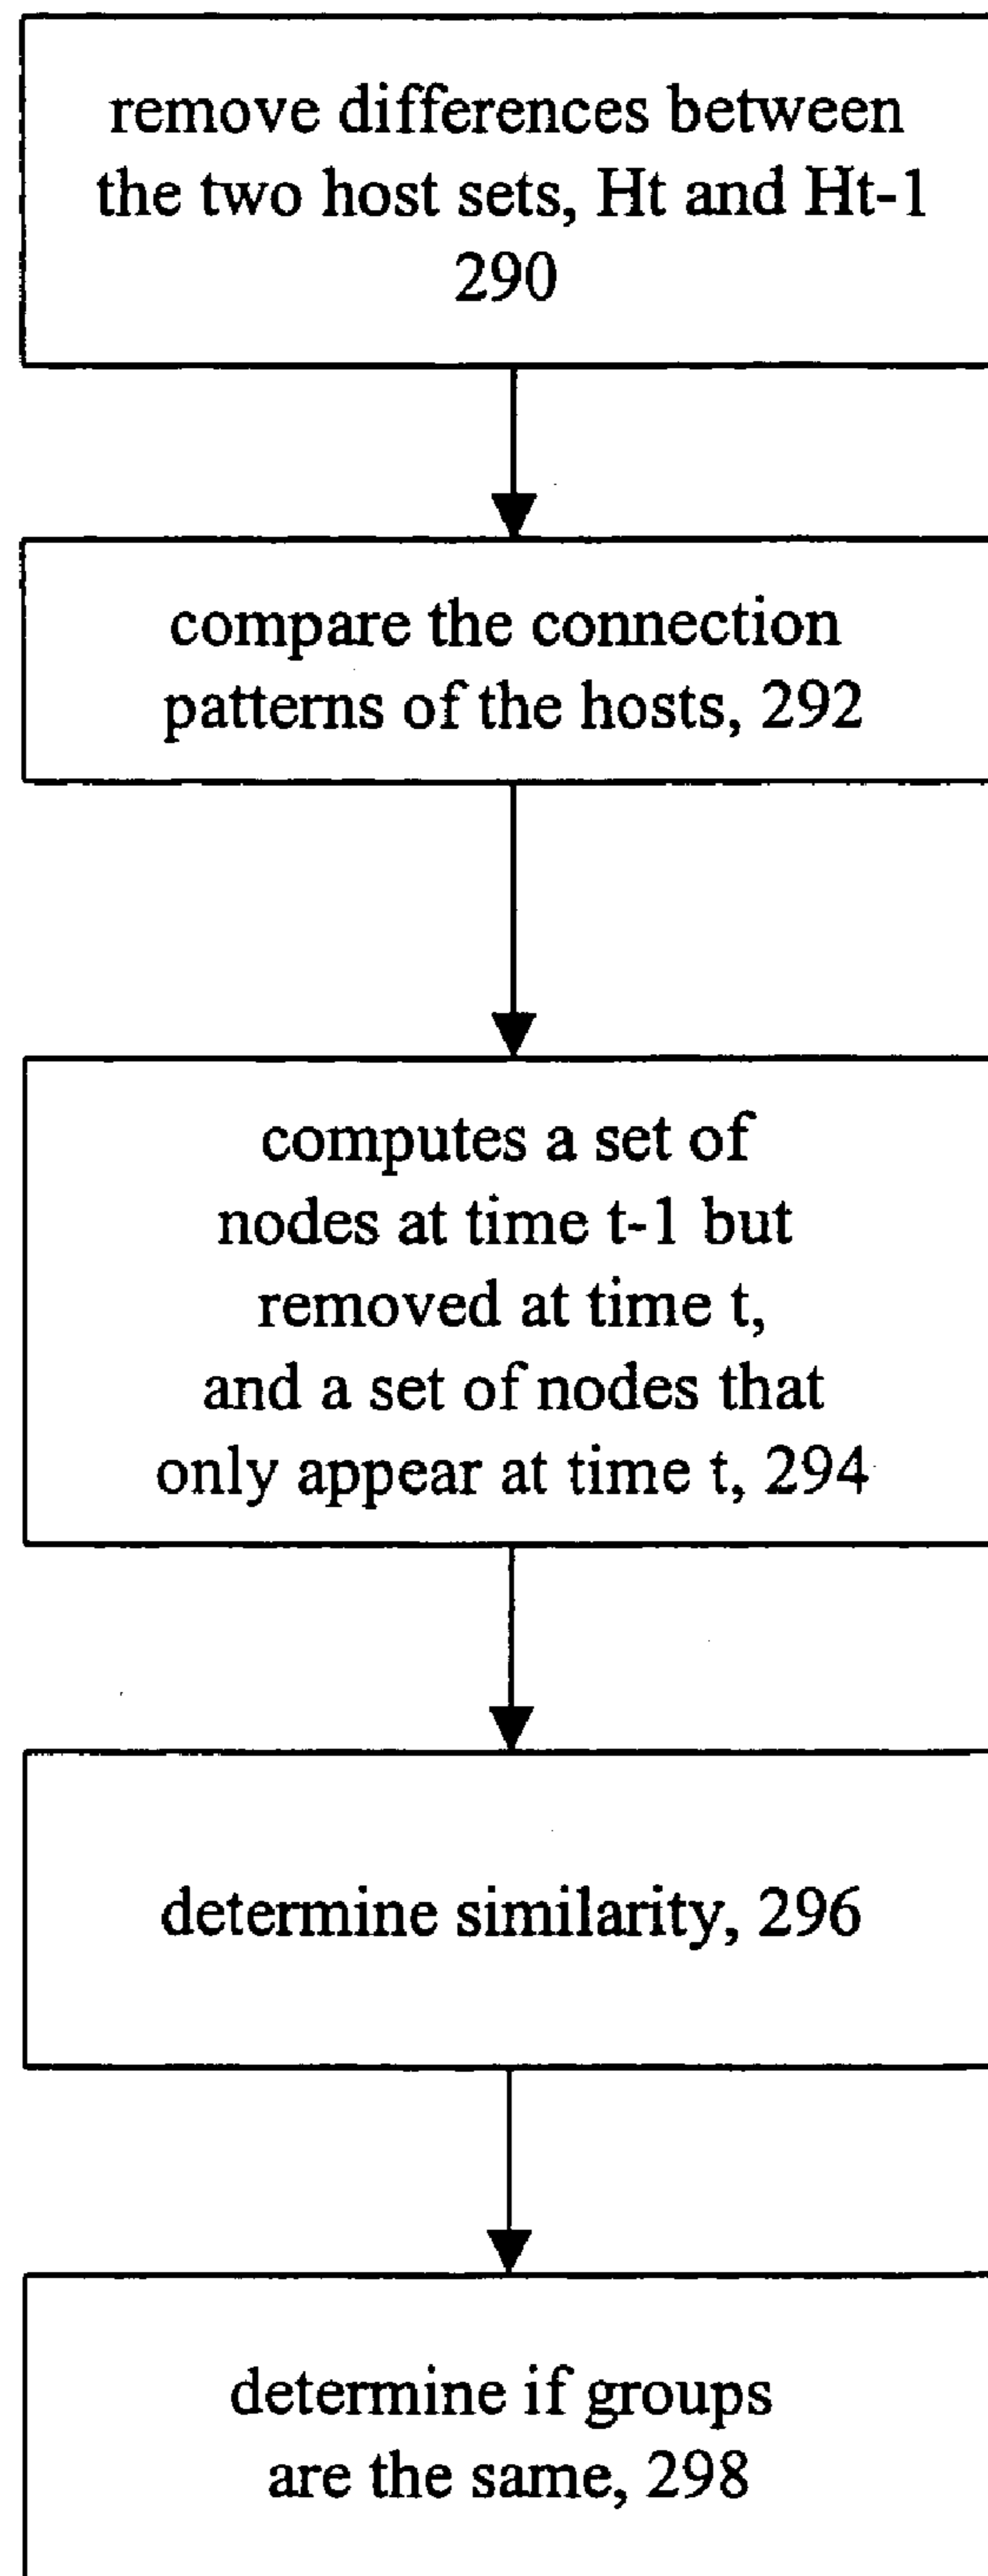 remove differences between
the two host sets, Ht and Ht-1
290
compare the connection
patterns of the hosts, 292
computes a set of
nodes at time t-1 but
removed at time t,
and a set of nodes that
only appear at time t, 294
determine similarity, 296
determine if groups
are the same, 298